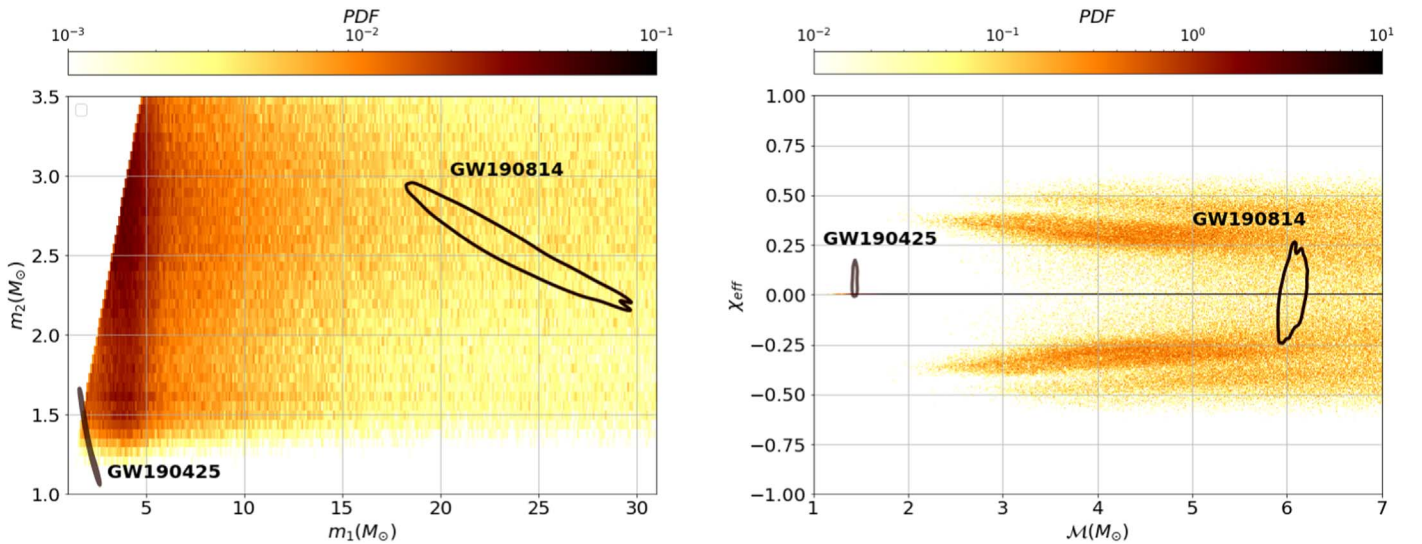 PDF
10⁻³ 10⁻² 10⁻¹
3.5
3.0
2.5
2.0
1.5
1.0
m₂(M⊙)
GW190814
GW190425
5 10 15 20 25 30
m₁(M⊙)
PDF
10⁻² 10⁻¹ 10⁰ 10¹
1.00
0.75
0.50
0.25
0.00
−0.25
−0.50
−0.75
−1.00
χeff
GW190814
GW190425
1 2 3 4 5 6 7
ℳ(M⊙)